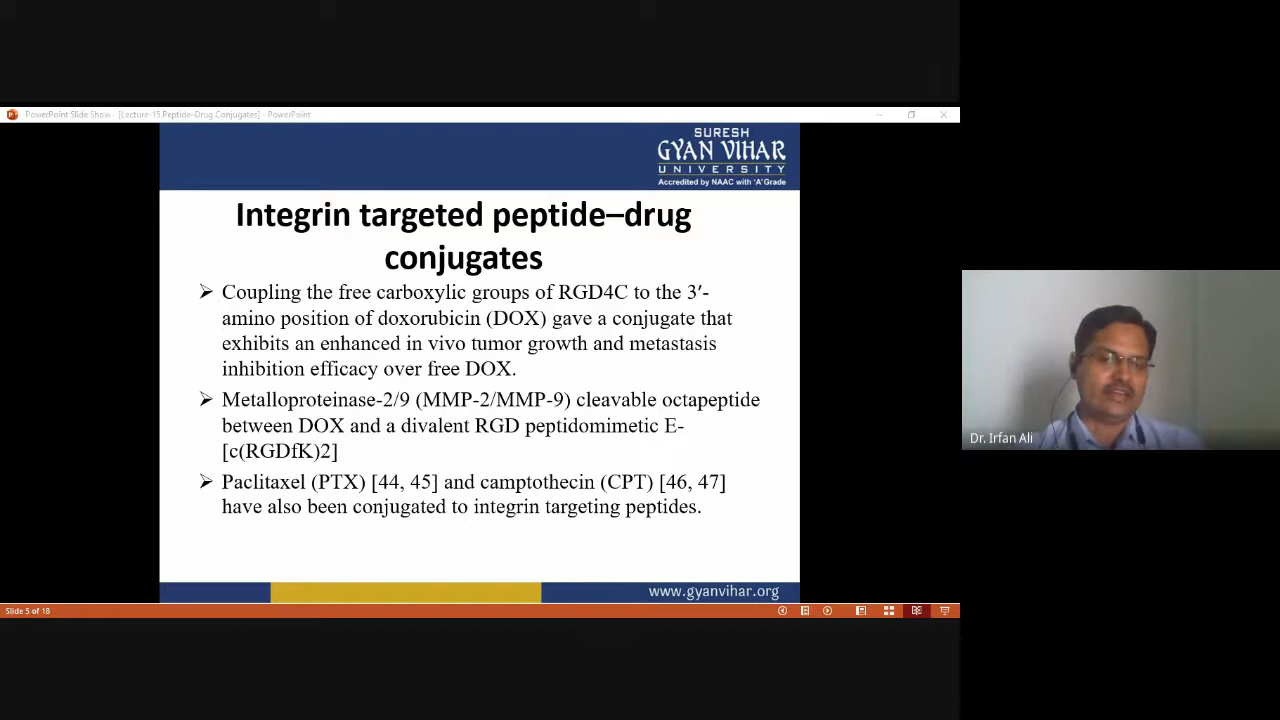 PowerPoint Slide Show - [Lecture-15 Peptide-Drug Conjugates] - PowerPoint
SURESH
GYAN VIHAR
UNIVERSITY
Accredited by NAAC with 'A' Grade
Integrin targeted peptide–drug
conjugates
➢ Coupling the free carboxylic groups of RGD4C to the 3′-
amino position of doxorubicin (DOX) gave a conjugate that
exhibits an enhanced in vivo tumor growth and metastasis
inhibition efficacy over free DOX.
➢ Metalloproteinase-2/9 (MMP-2/MMP-9) cleavable octapeptide
between DOX and a divalent RGD peptidomimetic E-
[c(RGDfK)2]
➢ Paclitaxel (PTX) [44, 45] and camptothecin (CPT) [46, 47]
have also been conjugated to integrin targeting peptides.
www.gyanvihar.org
Slide 5 of 18
Dr. Irfan Ali